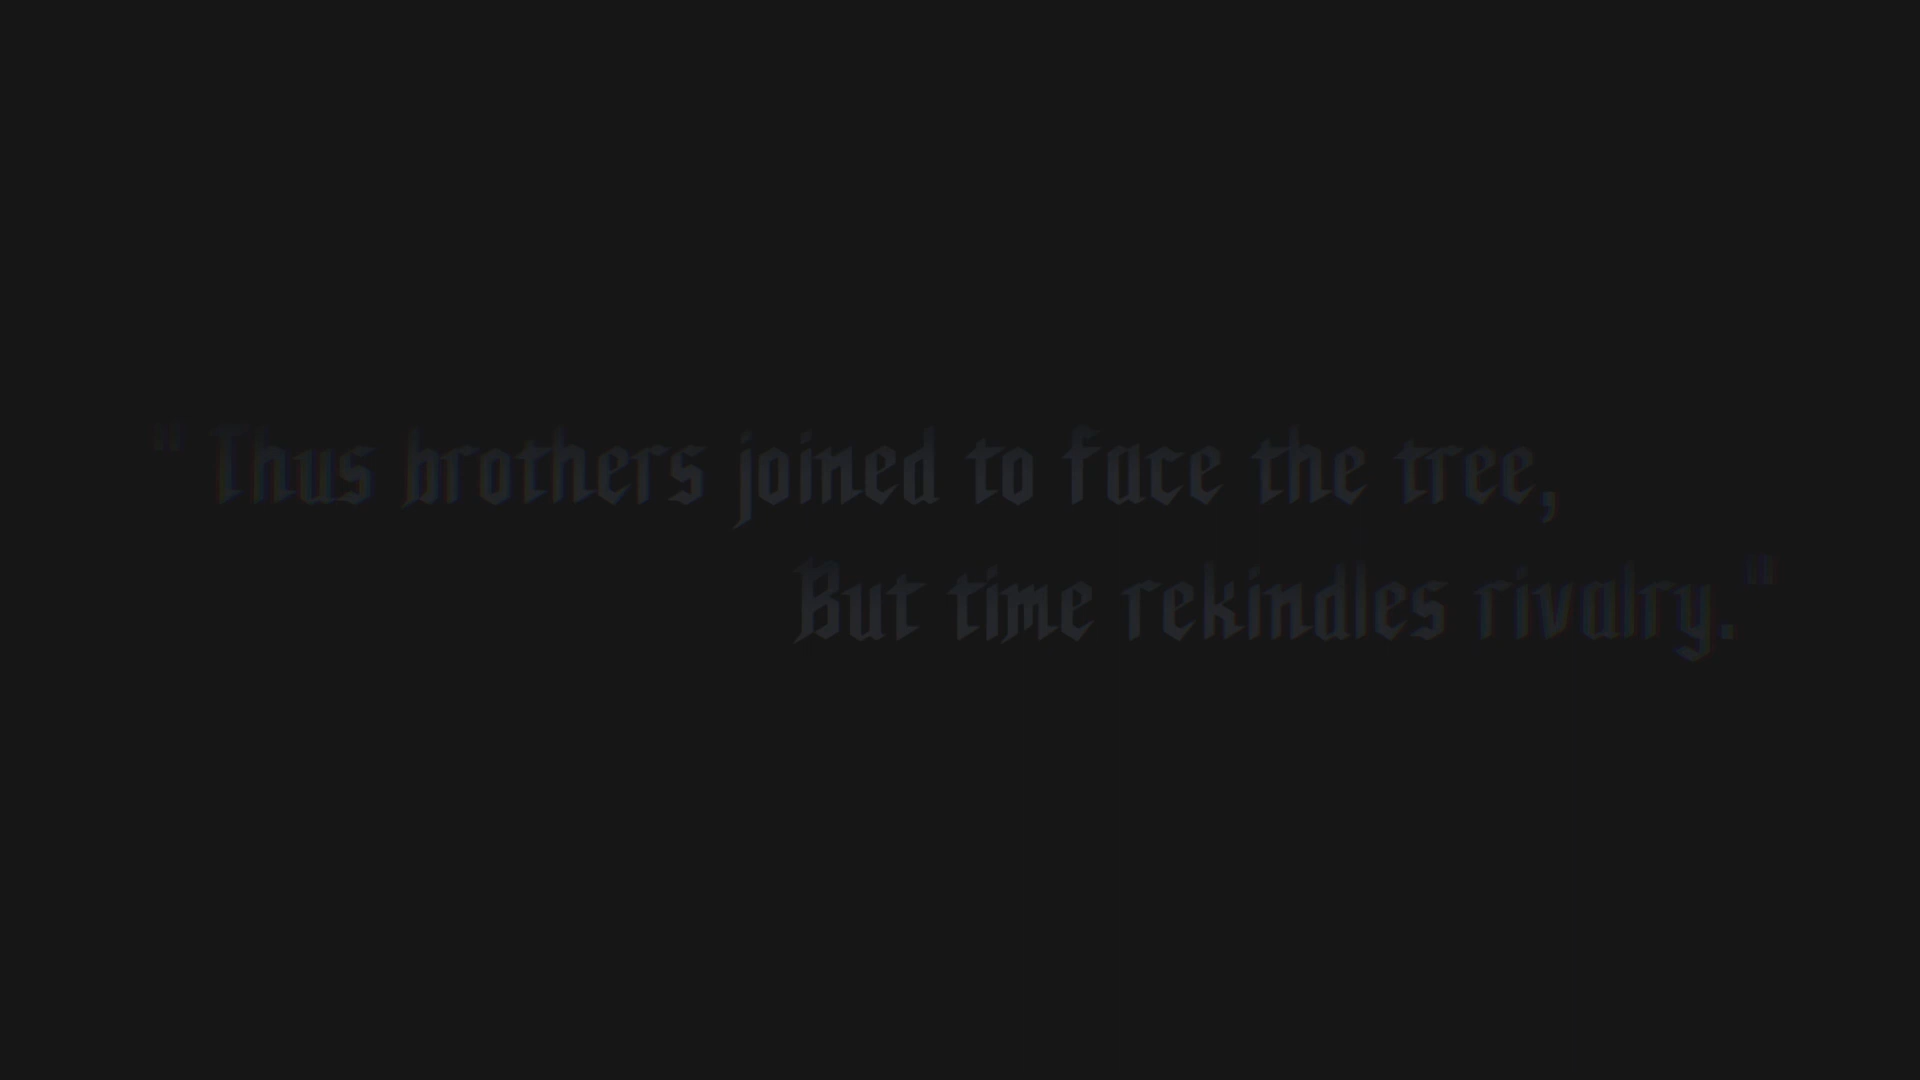 " Thus brothers joined to face the tree,
But time rekindles rivalry."